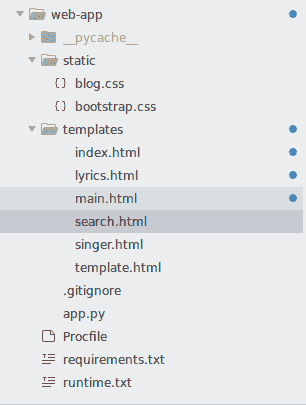 web-app
__pycache__
static
blog.css
bootstrap.css
templates
index.html
lyrics.html
main.html
search.html
singer.html
template.html
.gitignore
app.py
Procfile
requirements.txt
runtime.txt